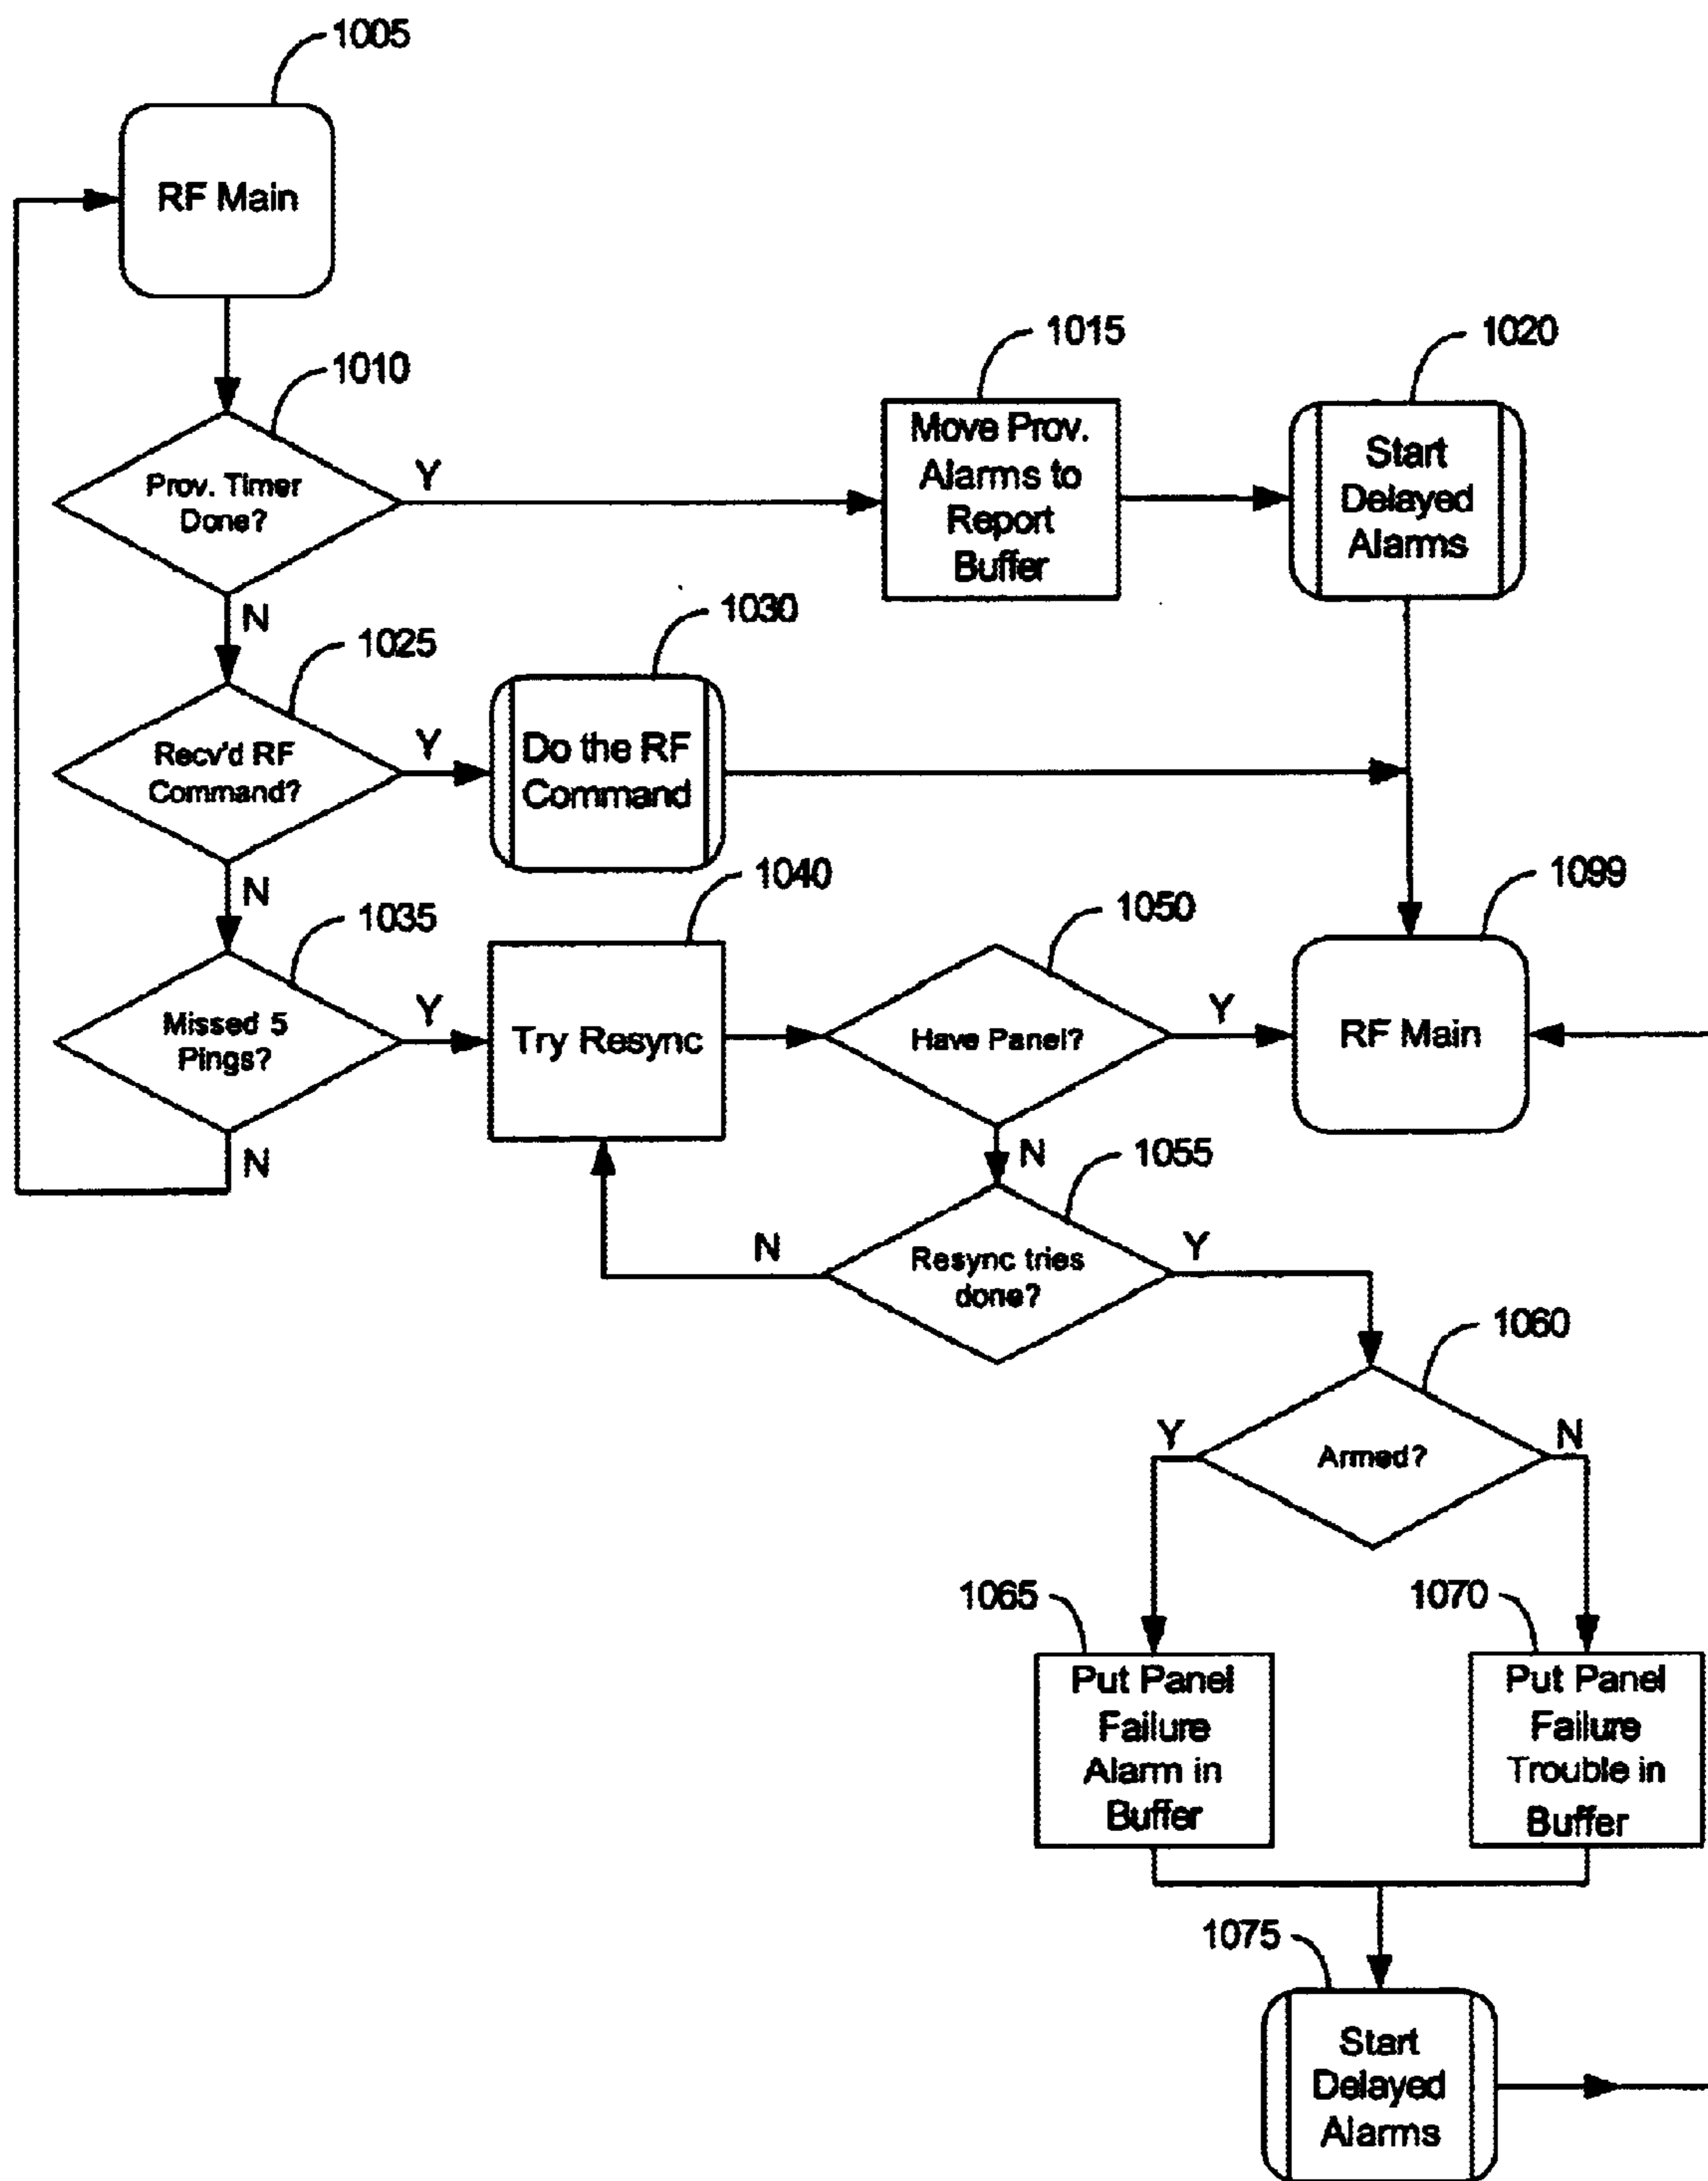 1005
RF Main
1010
Prov. Timer
Done?
Y
N
1015
Move Prov.
Alarms to
Report
Buffer
1020
Start
Delayed
Alarms
1025
Recv'd RF
Command?
Y
N
1030
Do the RF
Command
1035
Missed 5
Pings?
Y
N
1040
Try Resync
1050
Have Panel?
Y
N
1099
RF Main
1055
Resync tries
done?
N
Y
1060
Armed?
Y
N
1065
Put Panel
Failure
Alarm in
Buffer
1070
Put Panel
Failure
Trouble in
Buffer
1075
Start
Delayed
Alarms